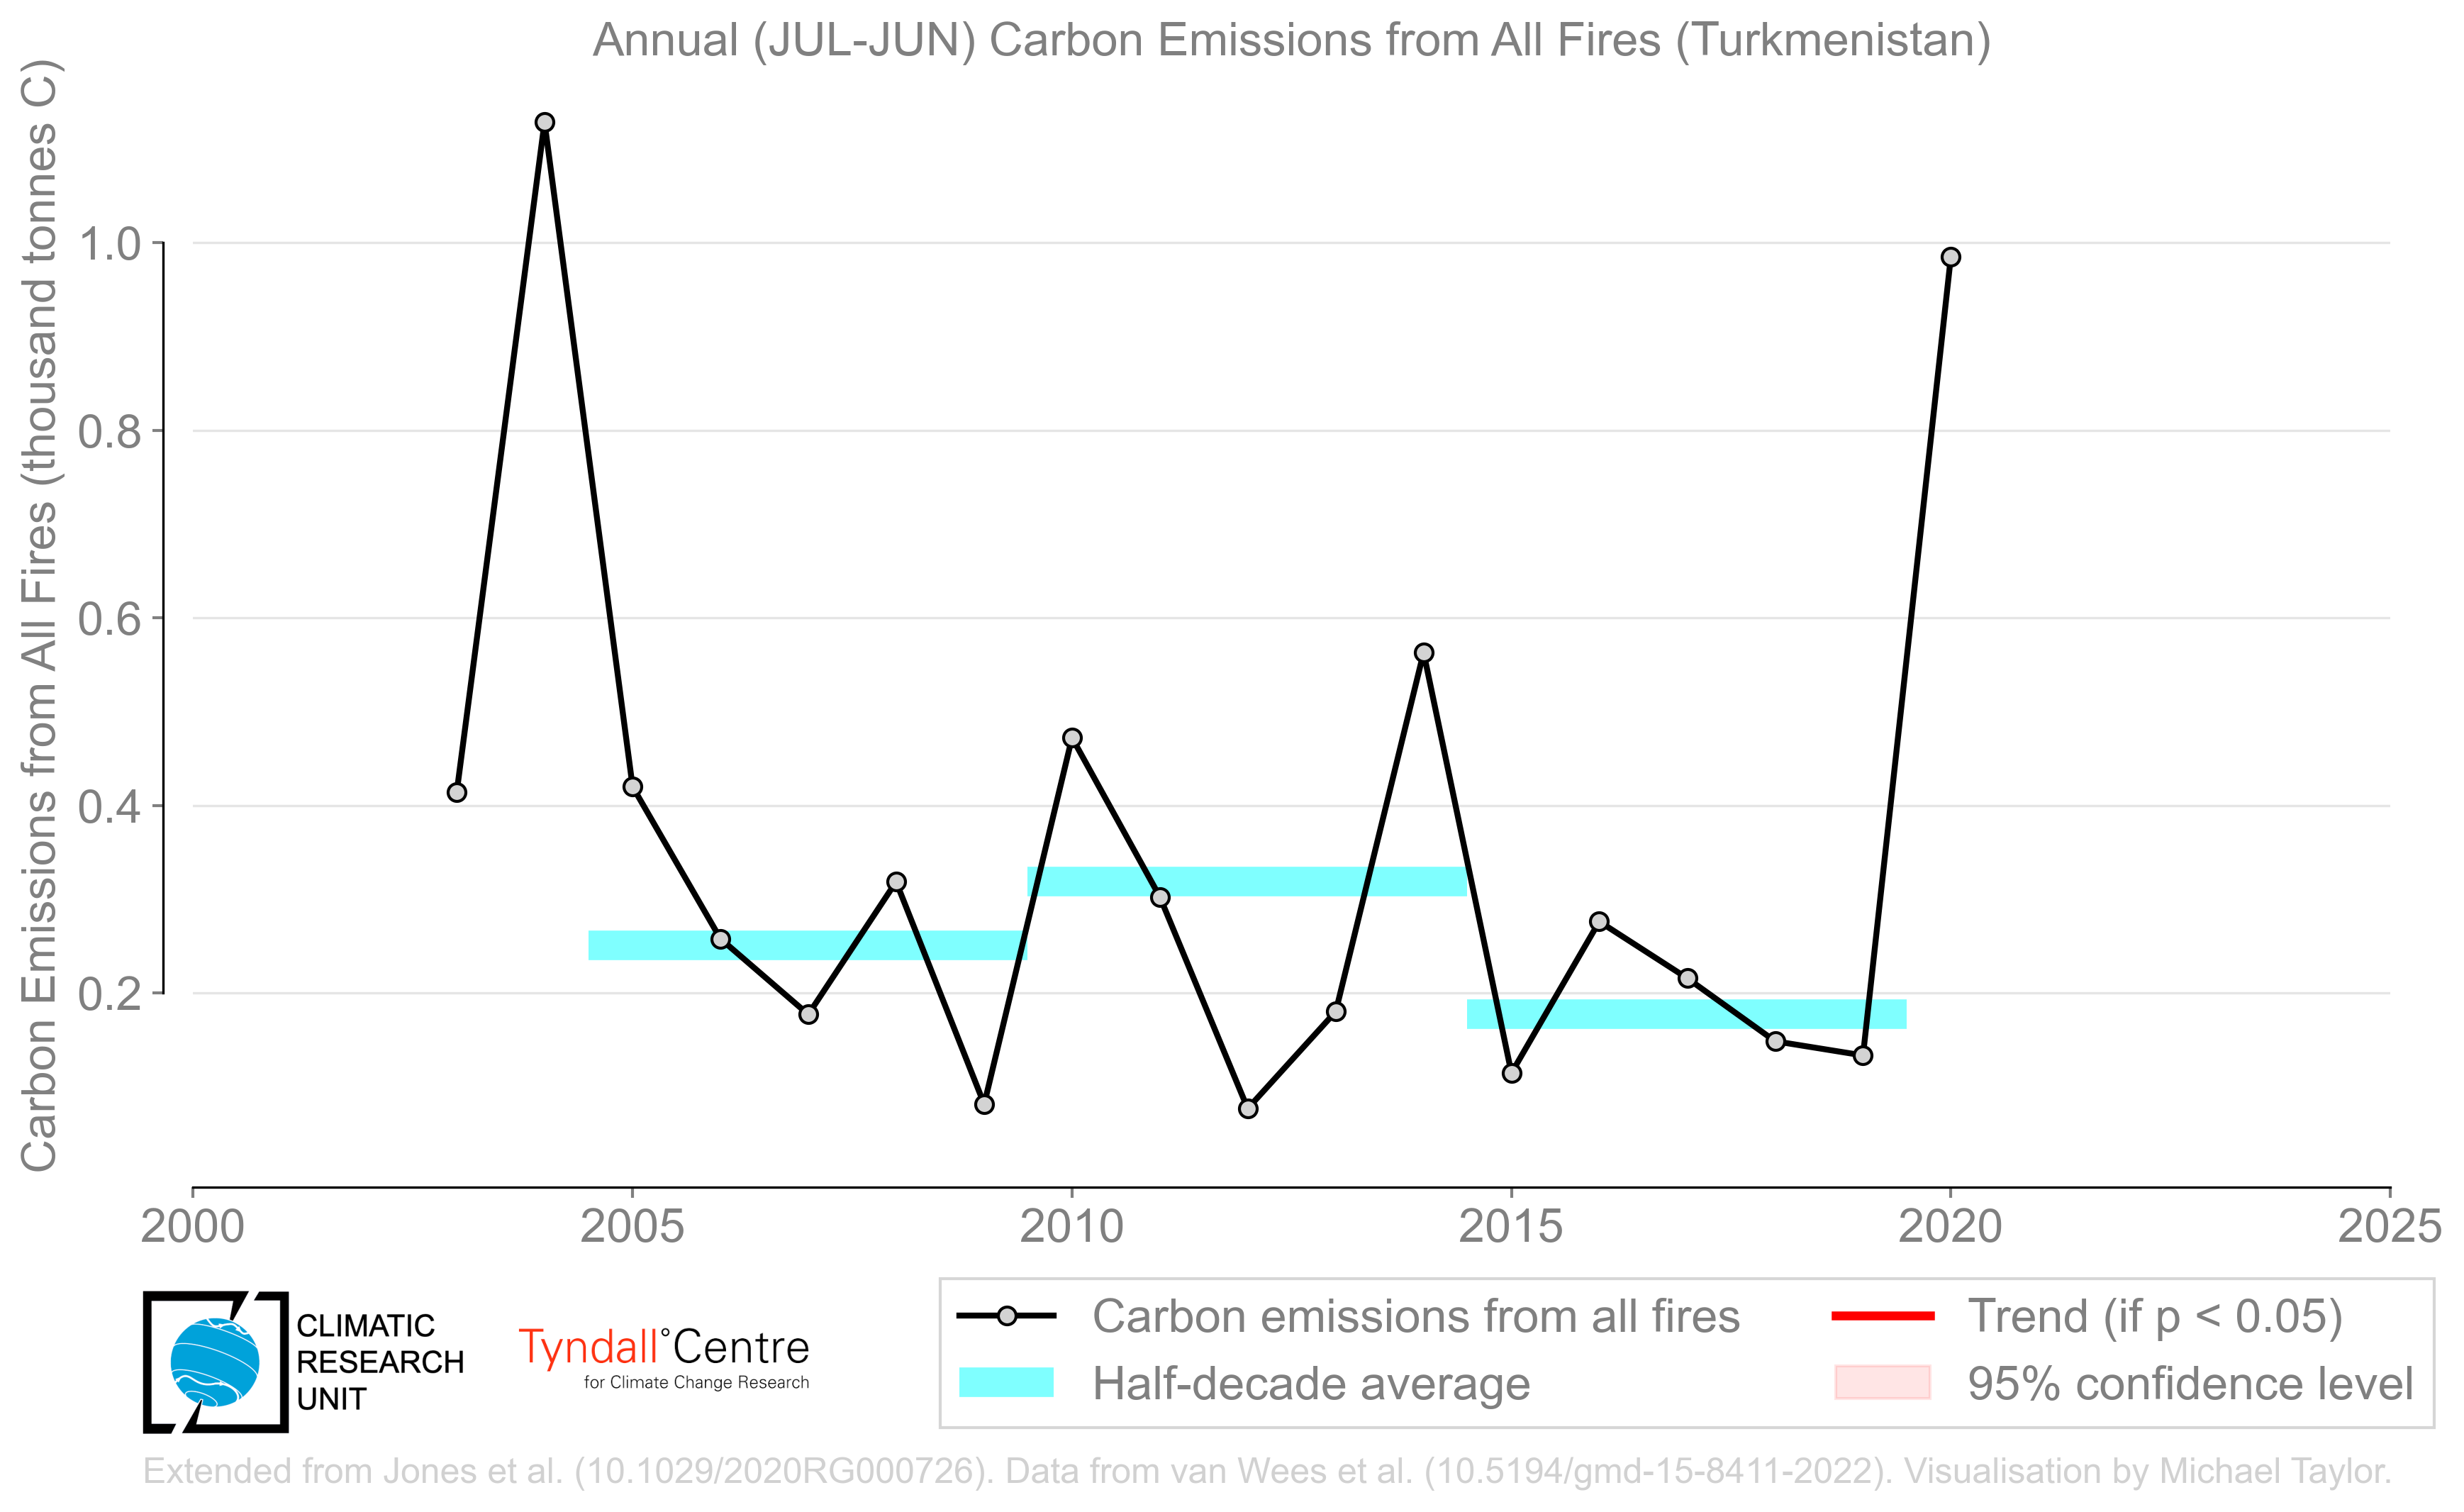 Annual (JUL-JUN) Carbon Emissions from All Fires (Turkmenistan)
Carbon Emissions from All Fires (thousand tonnes C)
1.0
0.8
0.6
0.4
0.2
2000 2005 2010 2015 2020 2025
CLIMATIC
RESEARCH
UNIT
Tyndall°Centre
for Climate Change Research
Carbon emissions from all fires
Half-decade average
Trend (if p < 0.05)
95% confidence level
Extended from Jones et al. (10.1029/2020RG000726). Data from van Wees et al. (10.5194/gmd-15-8411-2022). Visualisation by Michael Taylor.